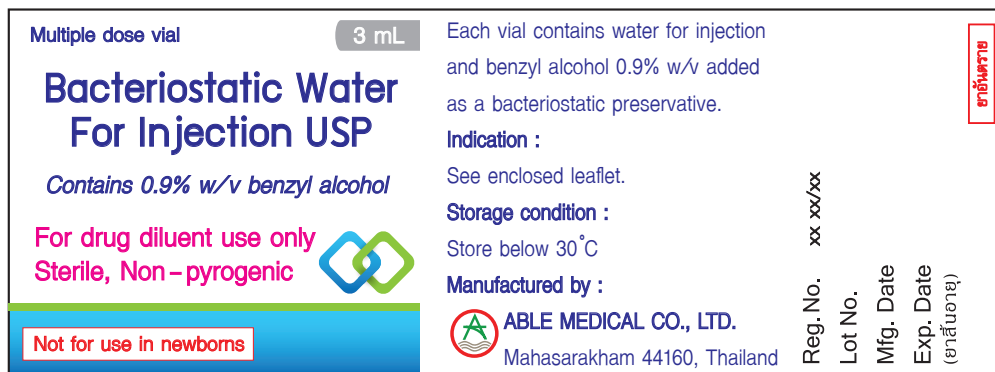 Multiple dose vial
3 mL
Bacteriostatic Water
For Injection USP
Contains 0.9% w/v benzyl alcohol
For drug diluent use only
Sterile, Non-pyrogenic
Not for use in newborns
Each vial contains water for injection
and benzyl alcohol 0.9% w/v added
as a bacteriostatic preservative.
Indication :
See enclosed leaflet.
Storage condition :
Store below 30°C
Manufactured by :
ABLE MEDICAL CO., LTD.
Mahasarakham 44160, Thailand
Reg. No. xx xx/xx
Lot No.
Mfg. Date
Exp. Date
(ยาสิ้นอายุ)
ยาอันตราย